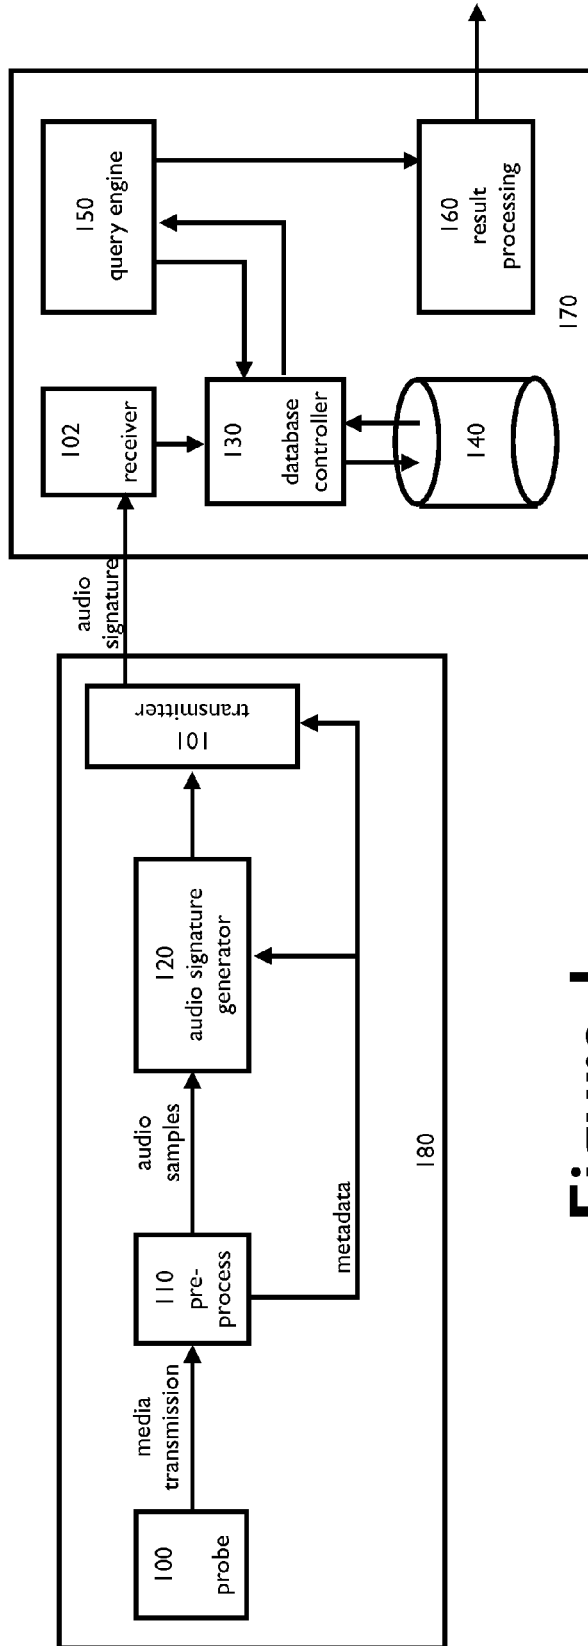 100
probe
media
transmission
110
pre-
process
audio
samples
metadata
120
audio signature
generator
101
transmitter
180
audio
signature
102
receiver
130
database
controller
140
150
query engine
160
result
processing
170
Figure 1